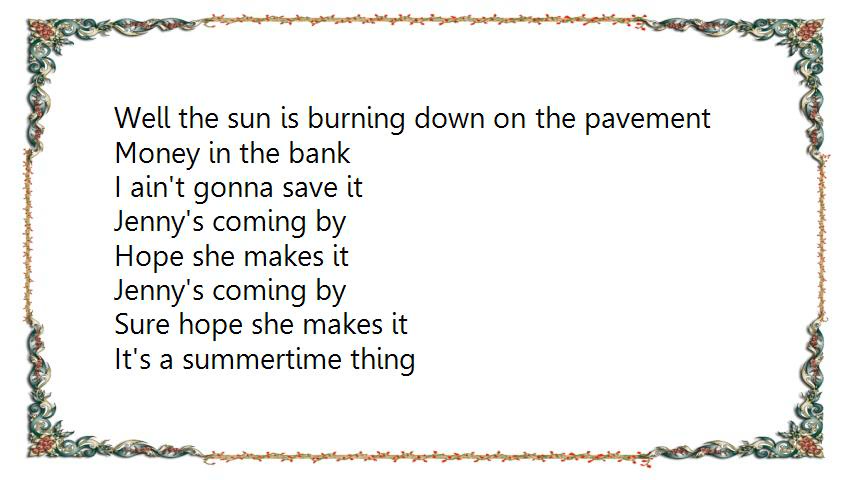 Well the sun is burning down on the pavement
Money in the bank
I ain't gonna save it
Jenny's coming by
Hope she makes it
Jenny's coming by
Sure hope she makes it
It's a summertime thing